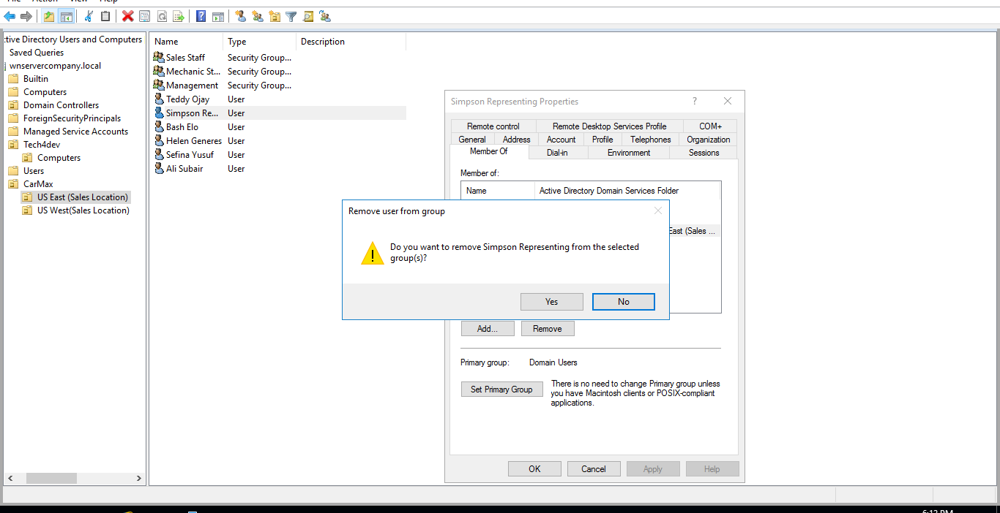 File Action View Help
ctive Directory Users and Computers
Saved Queries
wnservercompany.local
Builtin
Computers
Domain Controllers
ForeignSecurityPrincipals
Managed Service Accounts
Tech4dev
Computers
Users
CarMax
US East (Sales Location)
US West(Sales Location)
Name Type Description
Sales Staff Security Group...
Mechanic St... Security Group...
Management Security Group...
Teddy Ojay User
Simpson Re... User
Bash Elo User
Helen Generes User
Sefina Yusuf User
Ali Subair User
Simpson Representing Properties ?
Remote control Remote Desktop Services Profile COM+
General Address Account Profile Telephones Organization
Member Of Dial-in Environment Sessions
Member of:
Name Active Directory Domain Services Folder
East (Sales ...
Remove user from group
Do you want to remove Simpson Representing from the selected
group(s)?
Yes No
Add... Remove
Primary group: Domain Users
Set Primary Group
There is no need to change Primary group unless
you have Macintosh clients or POSIX-compliant
applications.
OK Cancel Apply Help
6:12 PM